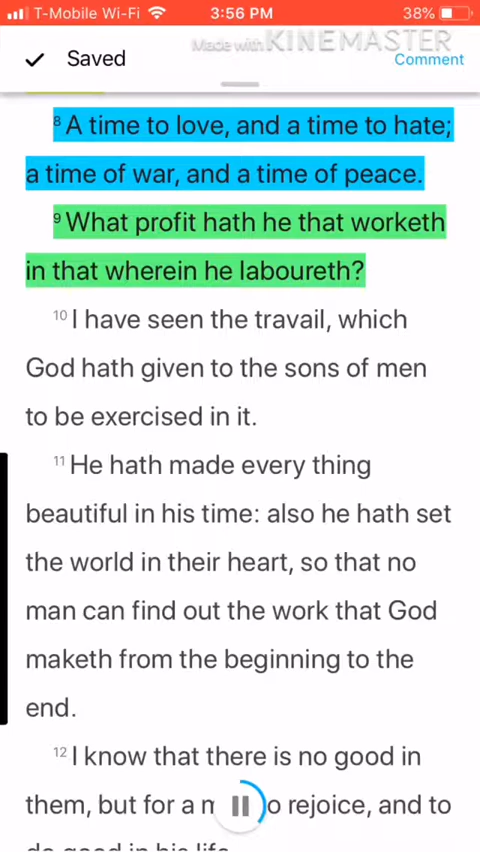 T-Mobile Wi-Fi 3:56 PM 38%
Made with KINEMASTER
Saved Comment
8 A time to love, and a time to hate;
a time of war, and a time of peace.
9 What profit hath he that worketh
in that wherein he laboureth?
10 I have seen the travail, which
God hath given to the sons of men
to be exercised in it.
11 He hath made every thing
beautiful in his time: also he hath set
the world in their heart, so that no
man can find out the work that God
maketh from the beginning to the
end.
12 I know that there is no good in
them, but for a rejoice, and to
do good in his life.